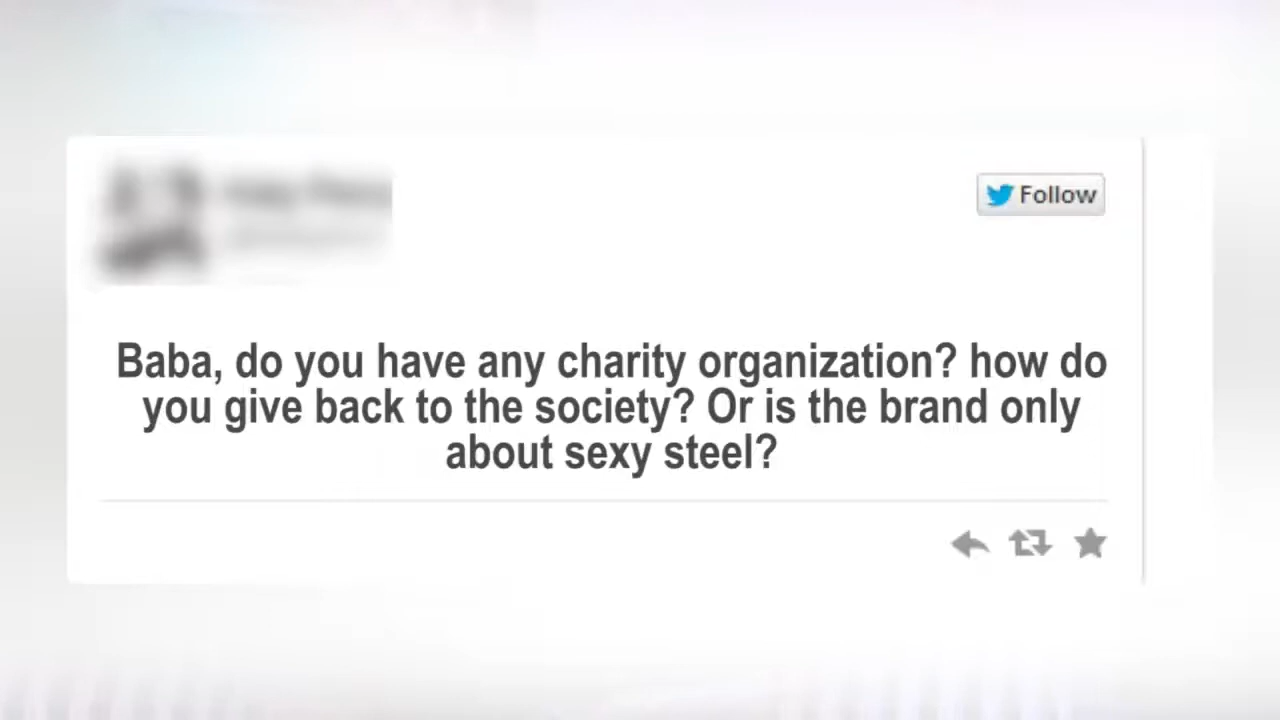 Follow
Baba, do you have any charity organization? how do
you give back to the society? Or is the brand only
about sexy steel?